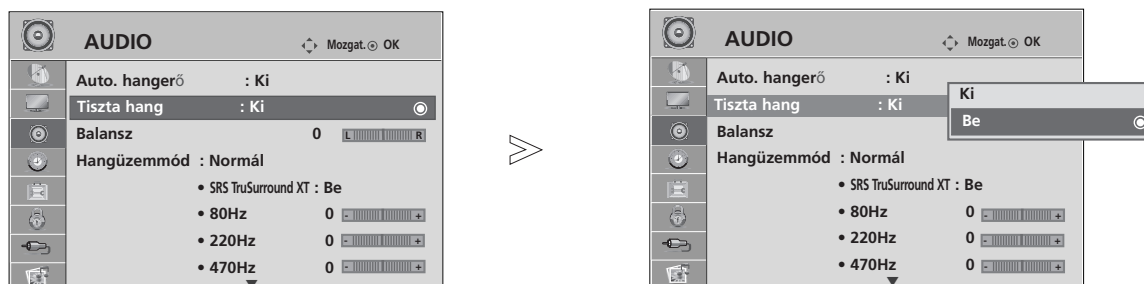 AUDIO Mozgat. OK
Auto. hangerő : Ki
Tiszta hang : Ki
Balansz 0 L R
Hangüzemmód : Normál
• SRS TruSurround XT : Be
• 80Hz 0 - +
• 220Hz 0 - +
• 470Hz 0 - +
AUDIO Mozgat. OK
Auto. hangerő : Ki
Tiszta hang : Ki
Ki
Be
Balansz
Hangüzemmód : Normál
• SRS TruSurround XT : Be
• 80Hz 0 - +
• 220Hz 0 - +
• 470Hz 0 - +